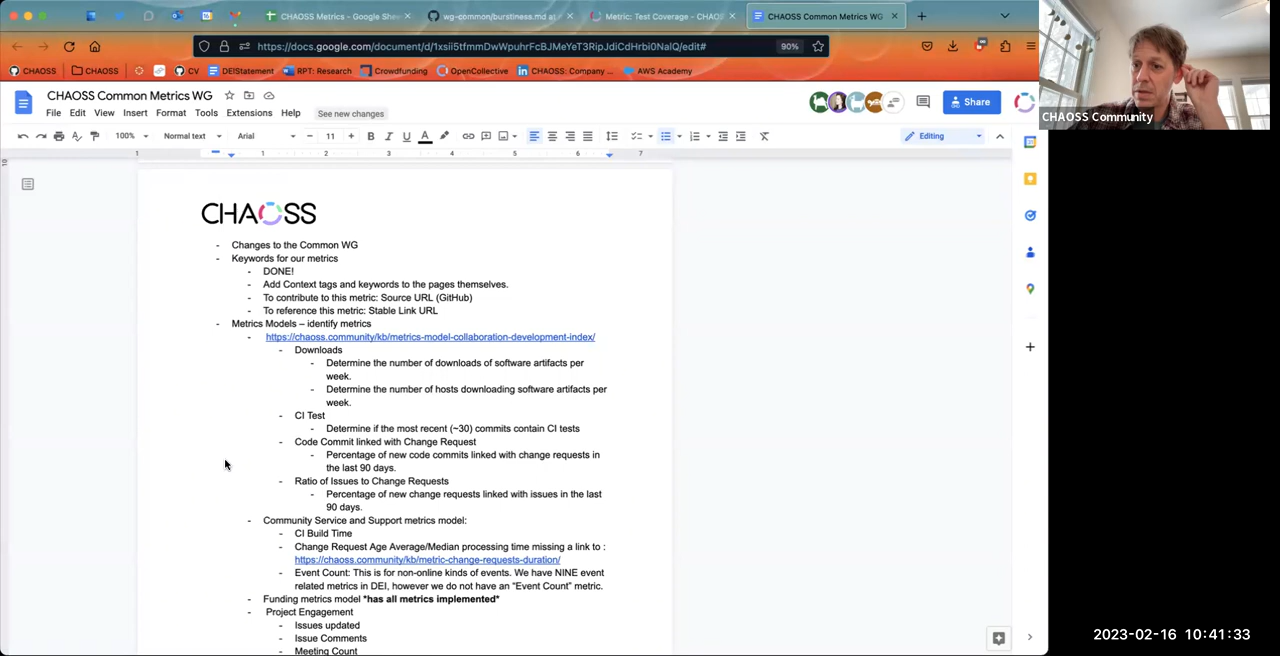 CHAOSS Metrics - Google She
wg-common/burstiness.md at
Metric: Test Coverage - CHAO
CHAOSS Common Metrics WG
https://docs.google.com/document/d/1xsii5tfmmDwWpuhrFcBJMeYeT3RipJdiCdHrbi0NalQ/edit#
90%
CHAOSS
CHAOSS
CV
DEIStatement
RPT: Research
Crowdfunding
OpenCollective
CHAOSS: Company ...
AWS Academy
CHAOSS Common Metrics WG
File Edit View Insert Format Tools Extensions Help
See new changes
Share
CHAOSS Community
100%
Normal text
Arial
11
Editing
1 1 2 3 4 5 6 7
CHAOSS
- Changes to the Common WG
- Keywords for our metrics
- DONE!
- Add Context tags and keywords to the pages themselves.
- To contribute to this metric: Source URL (GitHub)
- To reference this metric: Stable Link URL
- Metrics Models – identify metrics
- https://chaoss.community/kb/metrics-model-collaboration-development-index/
- Downloads
- Determine the number of downloads of software artifacts per
week.
- Determine the number of hosts downloading software artifacts per
week.
- CI Test
- Determine if the most recent (~30) commits contain CI tests
- Code Commit linked with Change Request
- Percentage of new code commits linked with change requests in
the last 90 days.
- Ratio of Issues to Change Requests
- Percentage of new change requests linked with issues in the last
90 days.
- Community Service and Support metrics model:
- CI Build Time
- Change Request Age Average/Median processing time missing a link to :
https://chaoss.community/kb/metric-change-requests-duration/
- Event Count: This is for non-online kinds of events. We have NINE event
related metrics in DEI, however we do not have an “Event Count” metric.
- Funding metrics model *has all metrics implemented*
- Project Engagement
- Issues updated
- Issue Comments
- Meeting Count
2023-02-16 10:41:33